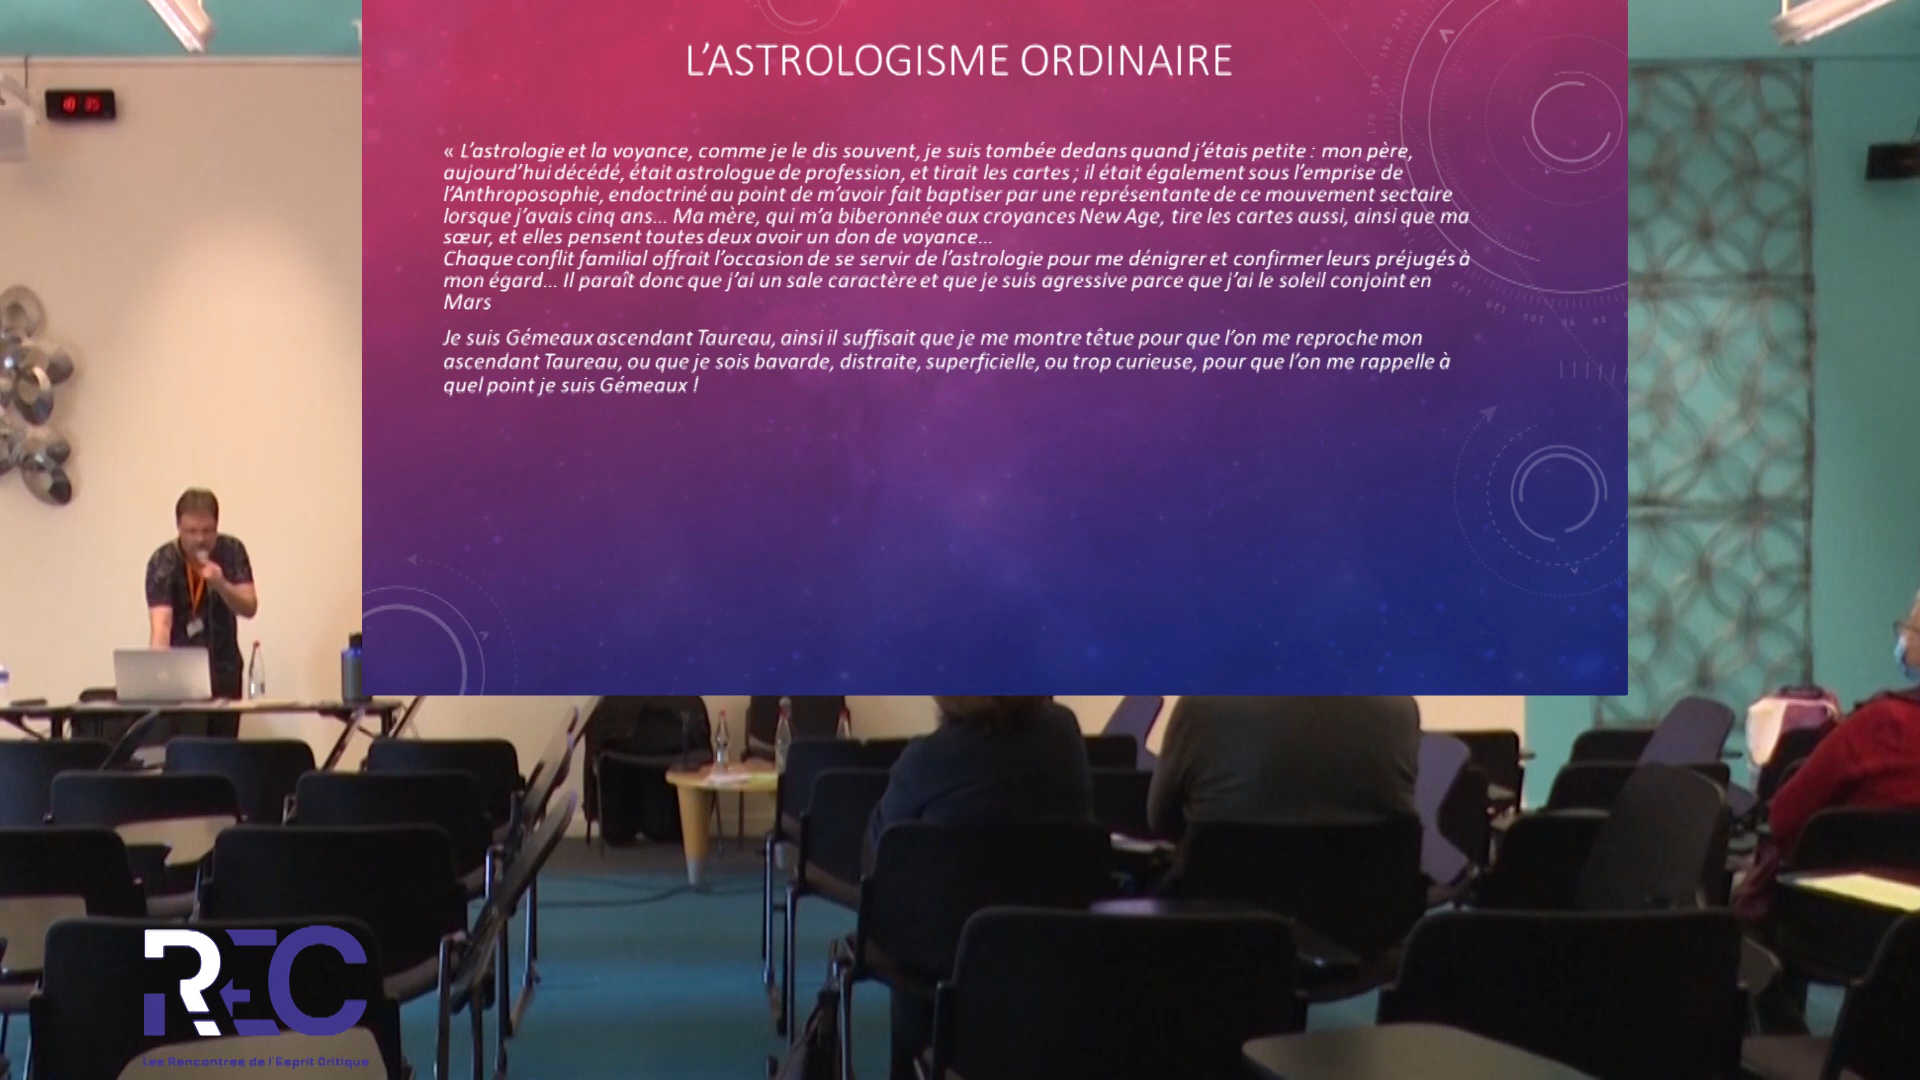 L'ASTROLOGISME ORDINAIRE
« L'astrologie et la voyance, comme je le dis souvent, je suis tombée dedans quand j'étais petite : mon père,
aujourd'hui décédé, était astrologue de profession, et tirait les cartes ; il était également sous l'emprise de
l'Anthroposophie, endoctriné au point de m'avoir fait baptiser par une représentante de ce mouvement sectaire
lorsque j'avais cinq ans... Ma mère, qui m'a biberonnée aux croyances New Age, tire les cartes aussi, ainsi que ma
sœur, et elles pensent toutes deux avoir un don de voyance...
Chaque conflit familial offrait l'occasion de se servir de l'astrologie pour me dénigrer et confirmer leurs préjugés à
mon égard... Il paraît donc que j'ai un sale caractère et que je suis agressive parce que j'ai le soleil conjoint en
Mars
Je suis Gémeaux ascendant Taureau, ainsi il suffisait que je me montre têtue pour que l'on me reproche mon
ascendant Taureau, ou que je sois bavarde, distraite, superficielle, ou trop curieuse, pour que l'on me rappelle à
quel point je suis Gémeaux !
REC
Les Rencontres de l'Esprit Critique